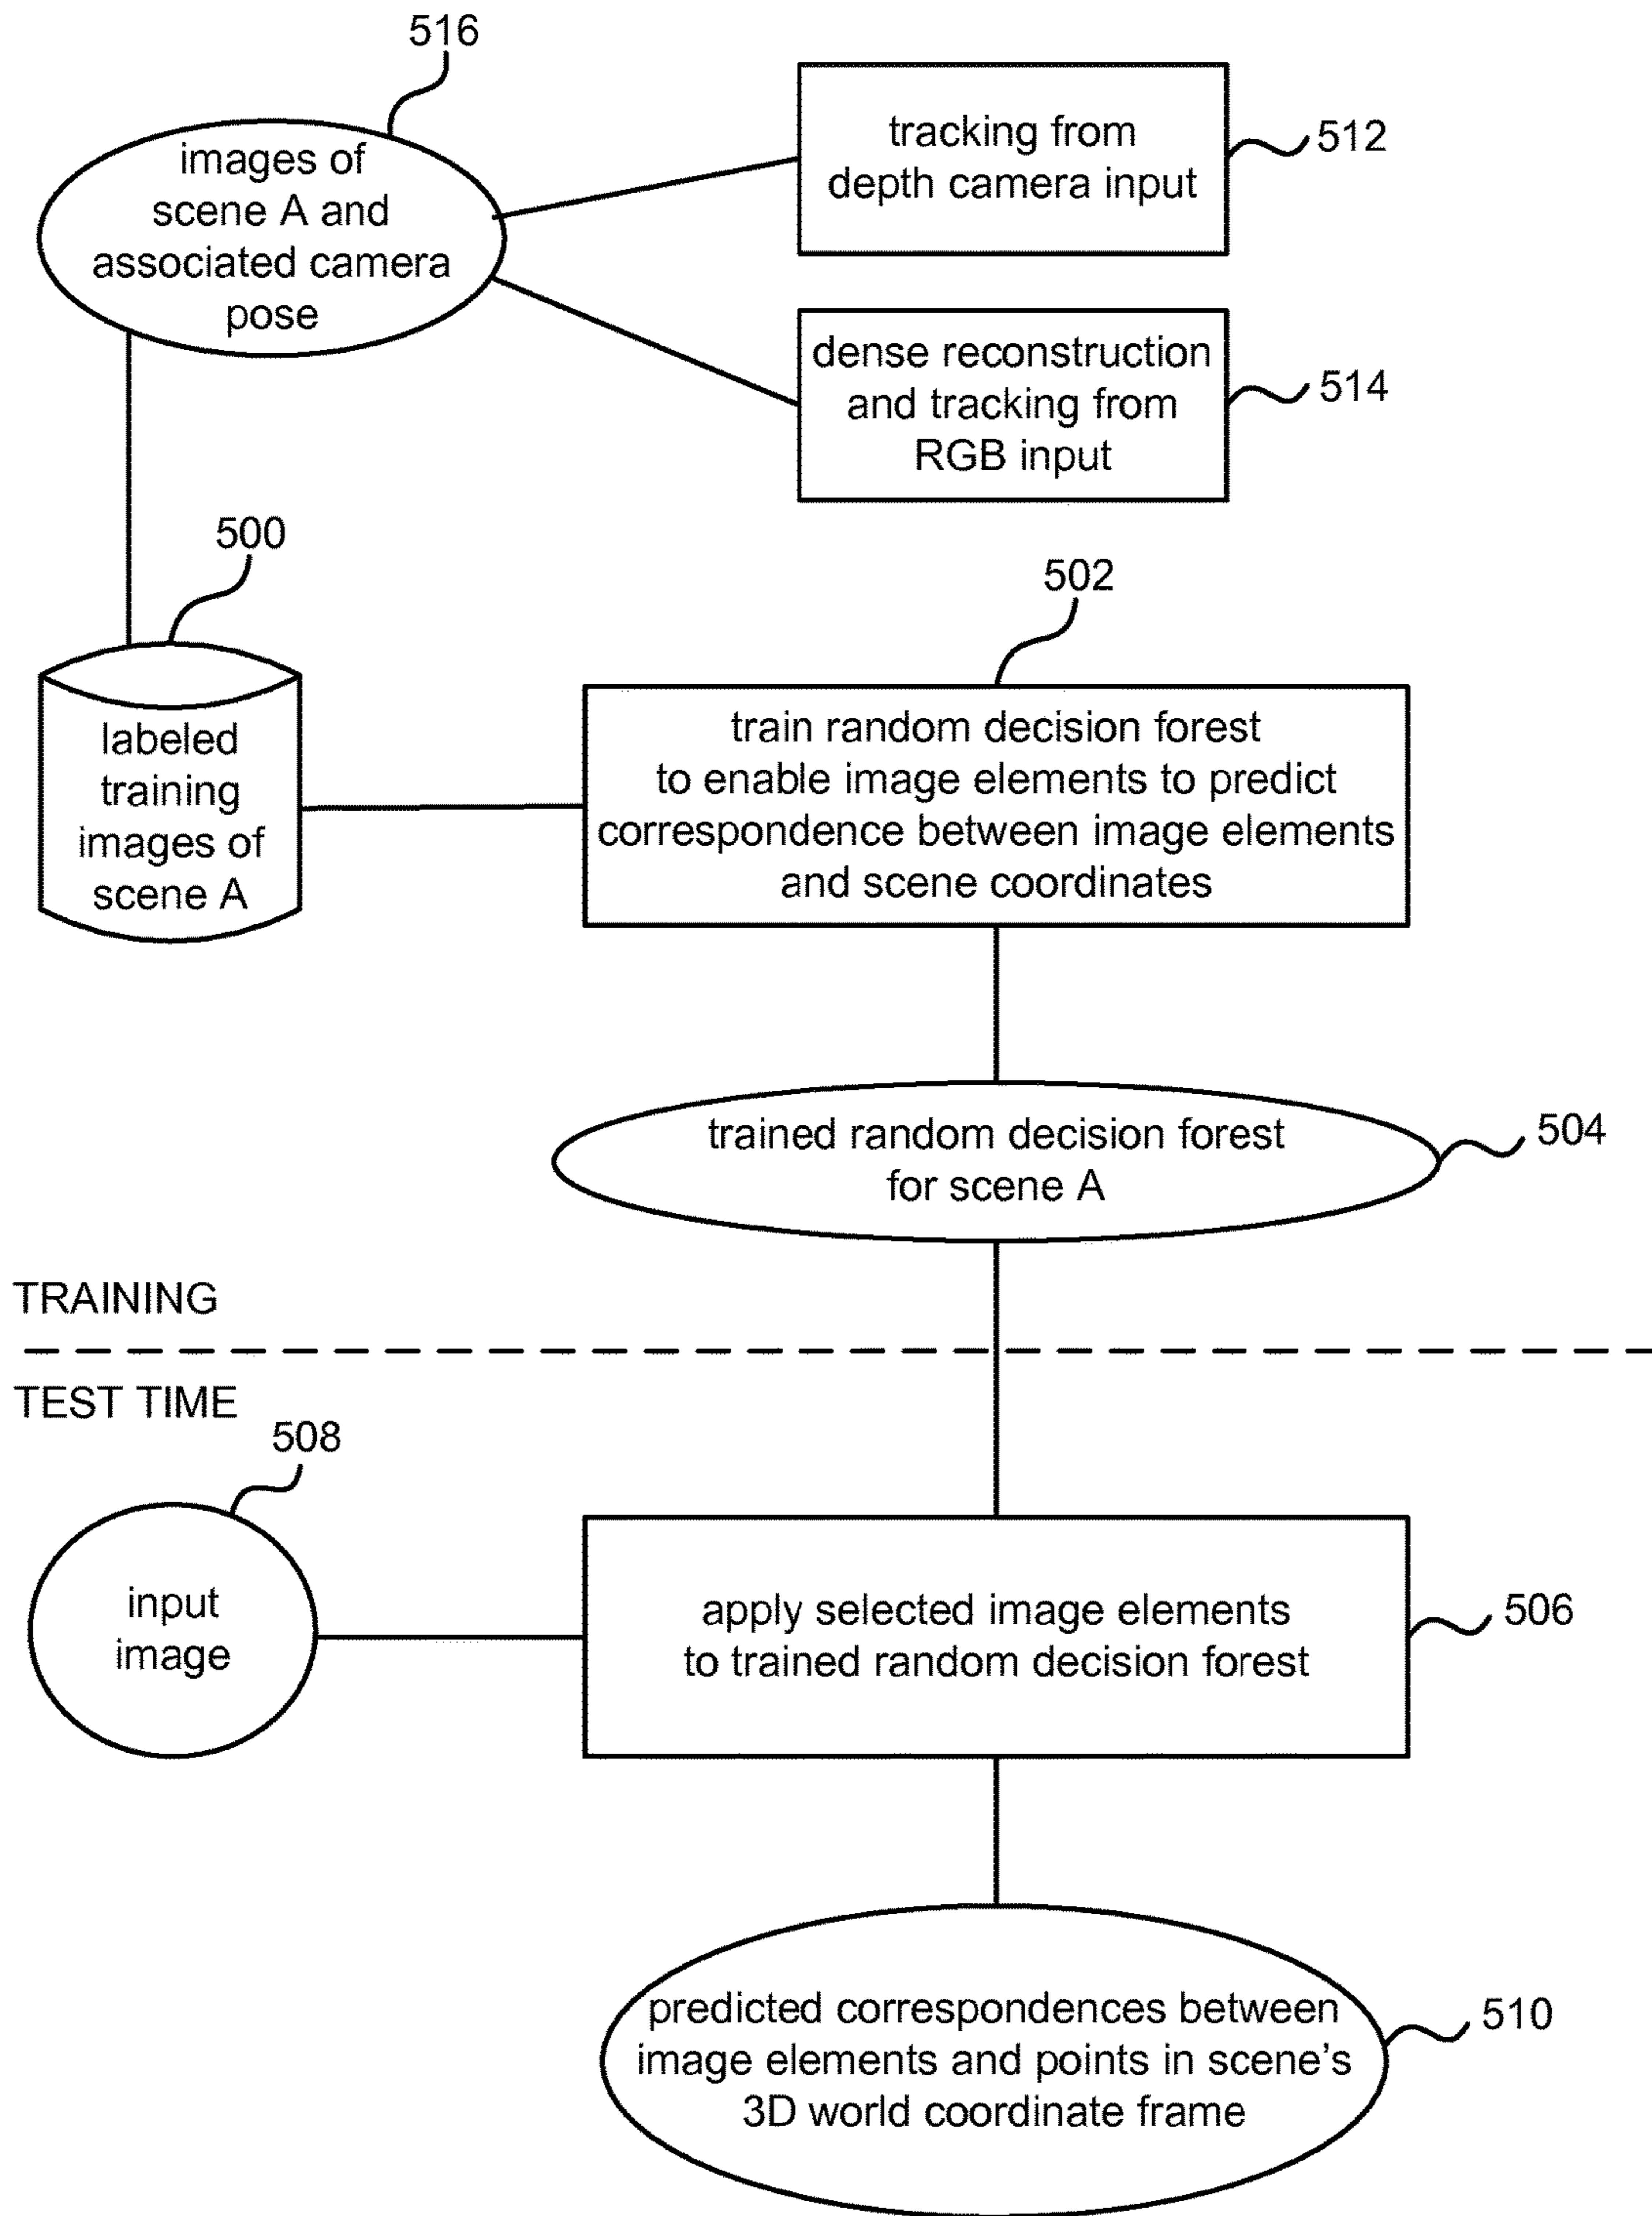 516
images of
scene A and
associated camera
pose
tracking from
depth camera input
512
dense reconstruction
and tracking from
RGB input
514
500
labeled
training
images of
scene A
502
train random decision forest
to enable image elements to predict
correspondence between image elements
and scene coordinates
trained random decision forest
for scene A
504
TRAINING
TEST TIME
508
input
image
apply selected image elements
to trained random decision forest
506
predicted correspondences between
image elements and points in scene’s
3D world coordinate frame
510